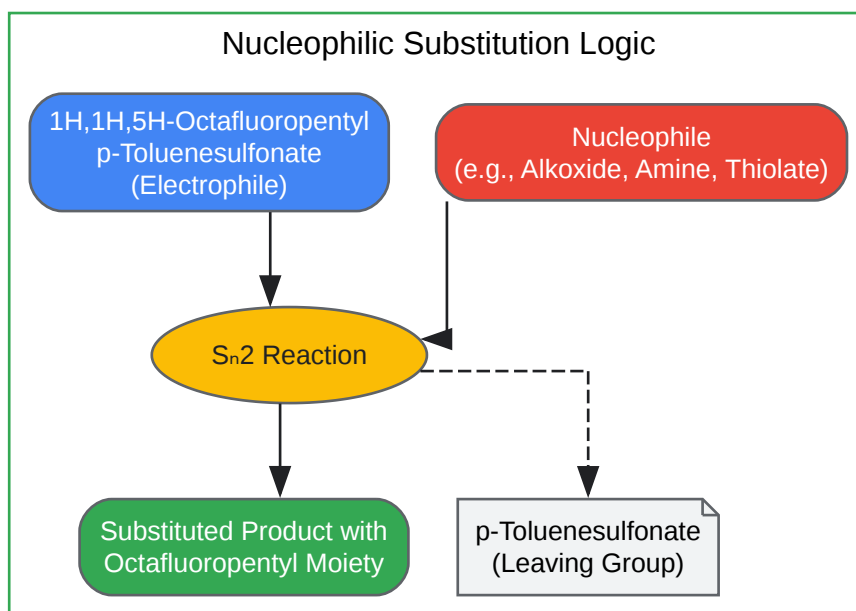 Nucleophilic Substitution Logic
1H,1H,5H-Octafluoropentyl
p-Toluenesulfonate
(Electrophile)
Nucleophile
(e.g., Alkoxide, Amine, Thiolate)
Sₙ2 Reaction
Substituted Product with
Octafluoropentyl Moiety
p-Toluenesulfonate
(Leaving Group)